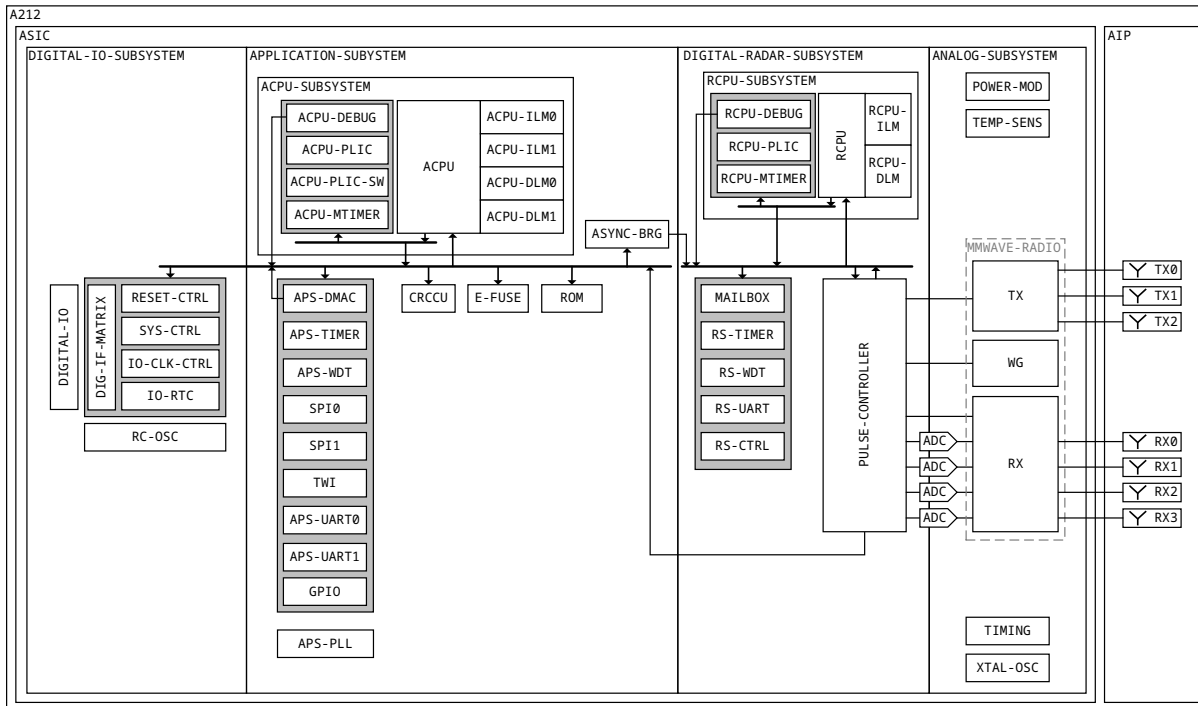 A212
ASIC
AIP
DIGITAL-IO-SUBSYSTEM
APPLICATION-SUBYSTEM
DIGITAL-RADAR-SUBSYSTEM
ANALOG-SUBSYSTEM
DIGITAL-IO
DIG-IF-MATRIX
RESET-CTRL
SYS-CTRL
IO-CLK-CTRL
IO-RTC
RC-OSC
ACPU-SUBSYSTEM
ACPU-DEBUG
ACPU-PLIC
ACPU-PLIC-SW
ACPU-MTIMER
ACPU
ACPU-ILM0
ACPU-ILM1
ACPU-DLM0
ACPU-DLM1
ASYNC-BRG
APS-DMAC
CRCCU
E-FUSE
ROM
APS-TIMER
APS-WDT
SPI0
SPI1
TWI
APS-UART0
APS-UART1
GPIO
APS-PLL
RCPU-SUBSYSTEM
RCPU-DEBUG
RCPU-PLIC
RCPU-MTIMER
RCPU
RCPU-
ILM
RCPU-
DLM
MAILBOX
RS-TIMER
RS-WDT
RS-UART
RS-CTRL
PULSE-CONTROLLER
ADC
ADC
ADC
ADC
POWER-MOD
TEMP-SENS
MMWAVE-RADIO
TX
WG
RX
TIMING
XTAL-OSC
TX0
TX1
TX2
RX0
RX1
RX2
RX3